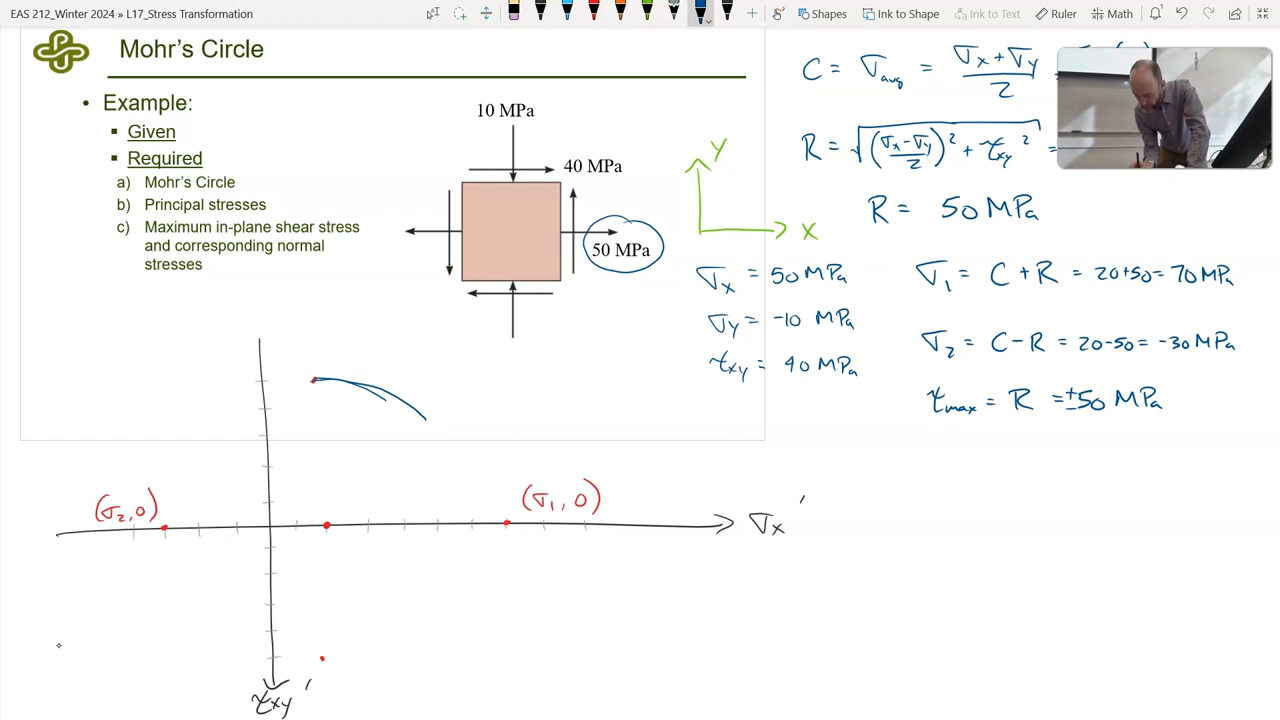 EAS 212_Winter 2024 » L17_Stress Transformation
Shapes
Ink to Shape
Ink to Text
Ruler
Math
Mohr's Circle
• Example:
▪ Given
▪ Required
a) Mohr's Circle
b) Principal stresses
c) Maximum in-plane shear stress
and corresponding normal
stresses
10 MPa
40 MPa
50 MPa
Y
X
C = σavg = σx+σy/2 =
R = √((σx-σy)/2)² + τxy² =
R = 50 MPa
σx = 50 MPa
σy = -10 MPa
τxy = 40 MPa
σ1 = C + R = 20+50 = 70 MPa
σ2 = C - R = 20-50 = -30 MPa
τmax = R = ±50 MPa
(σ2,0)
(σ1,0)
σx'
τxy'